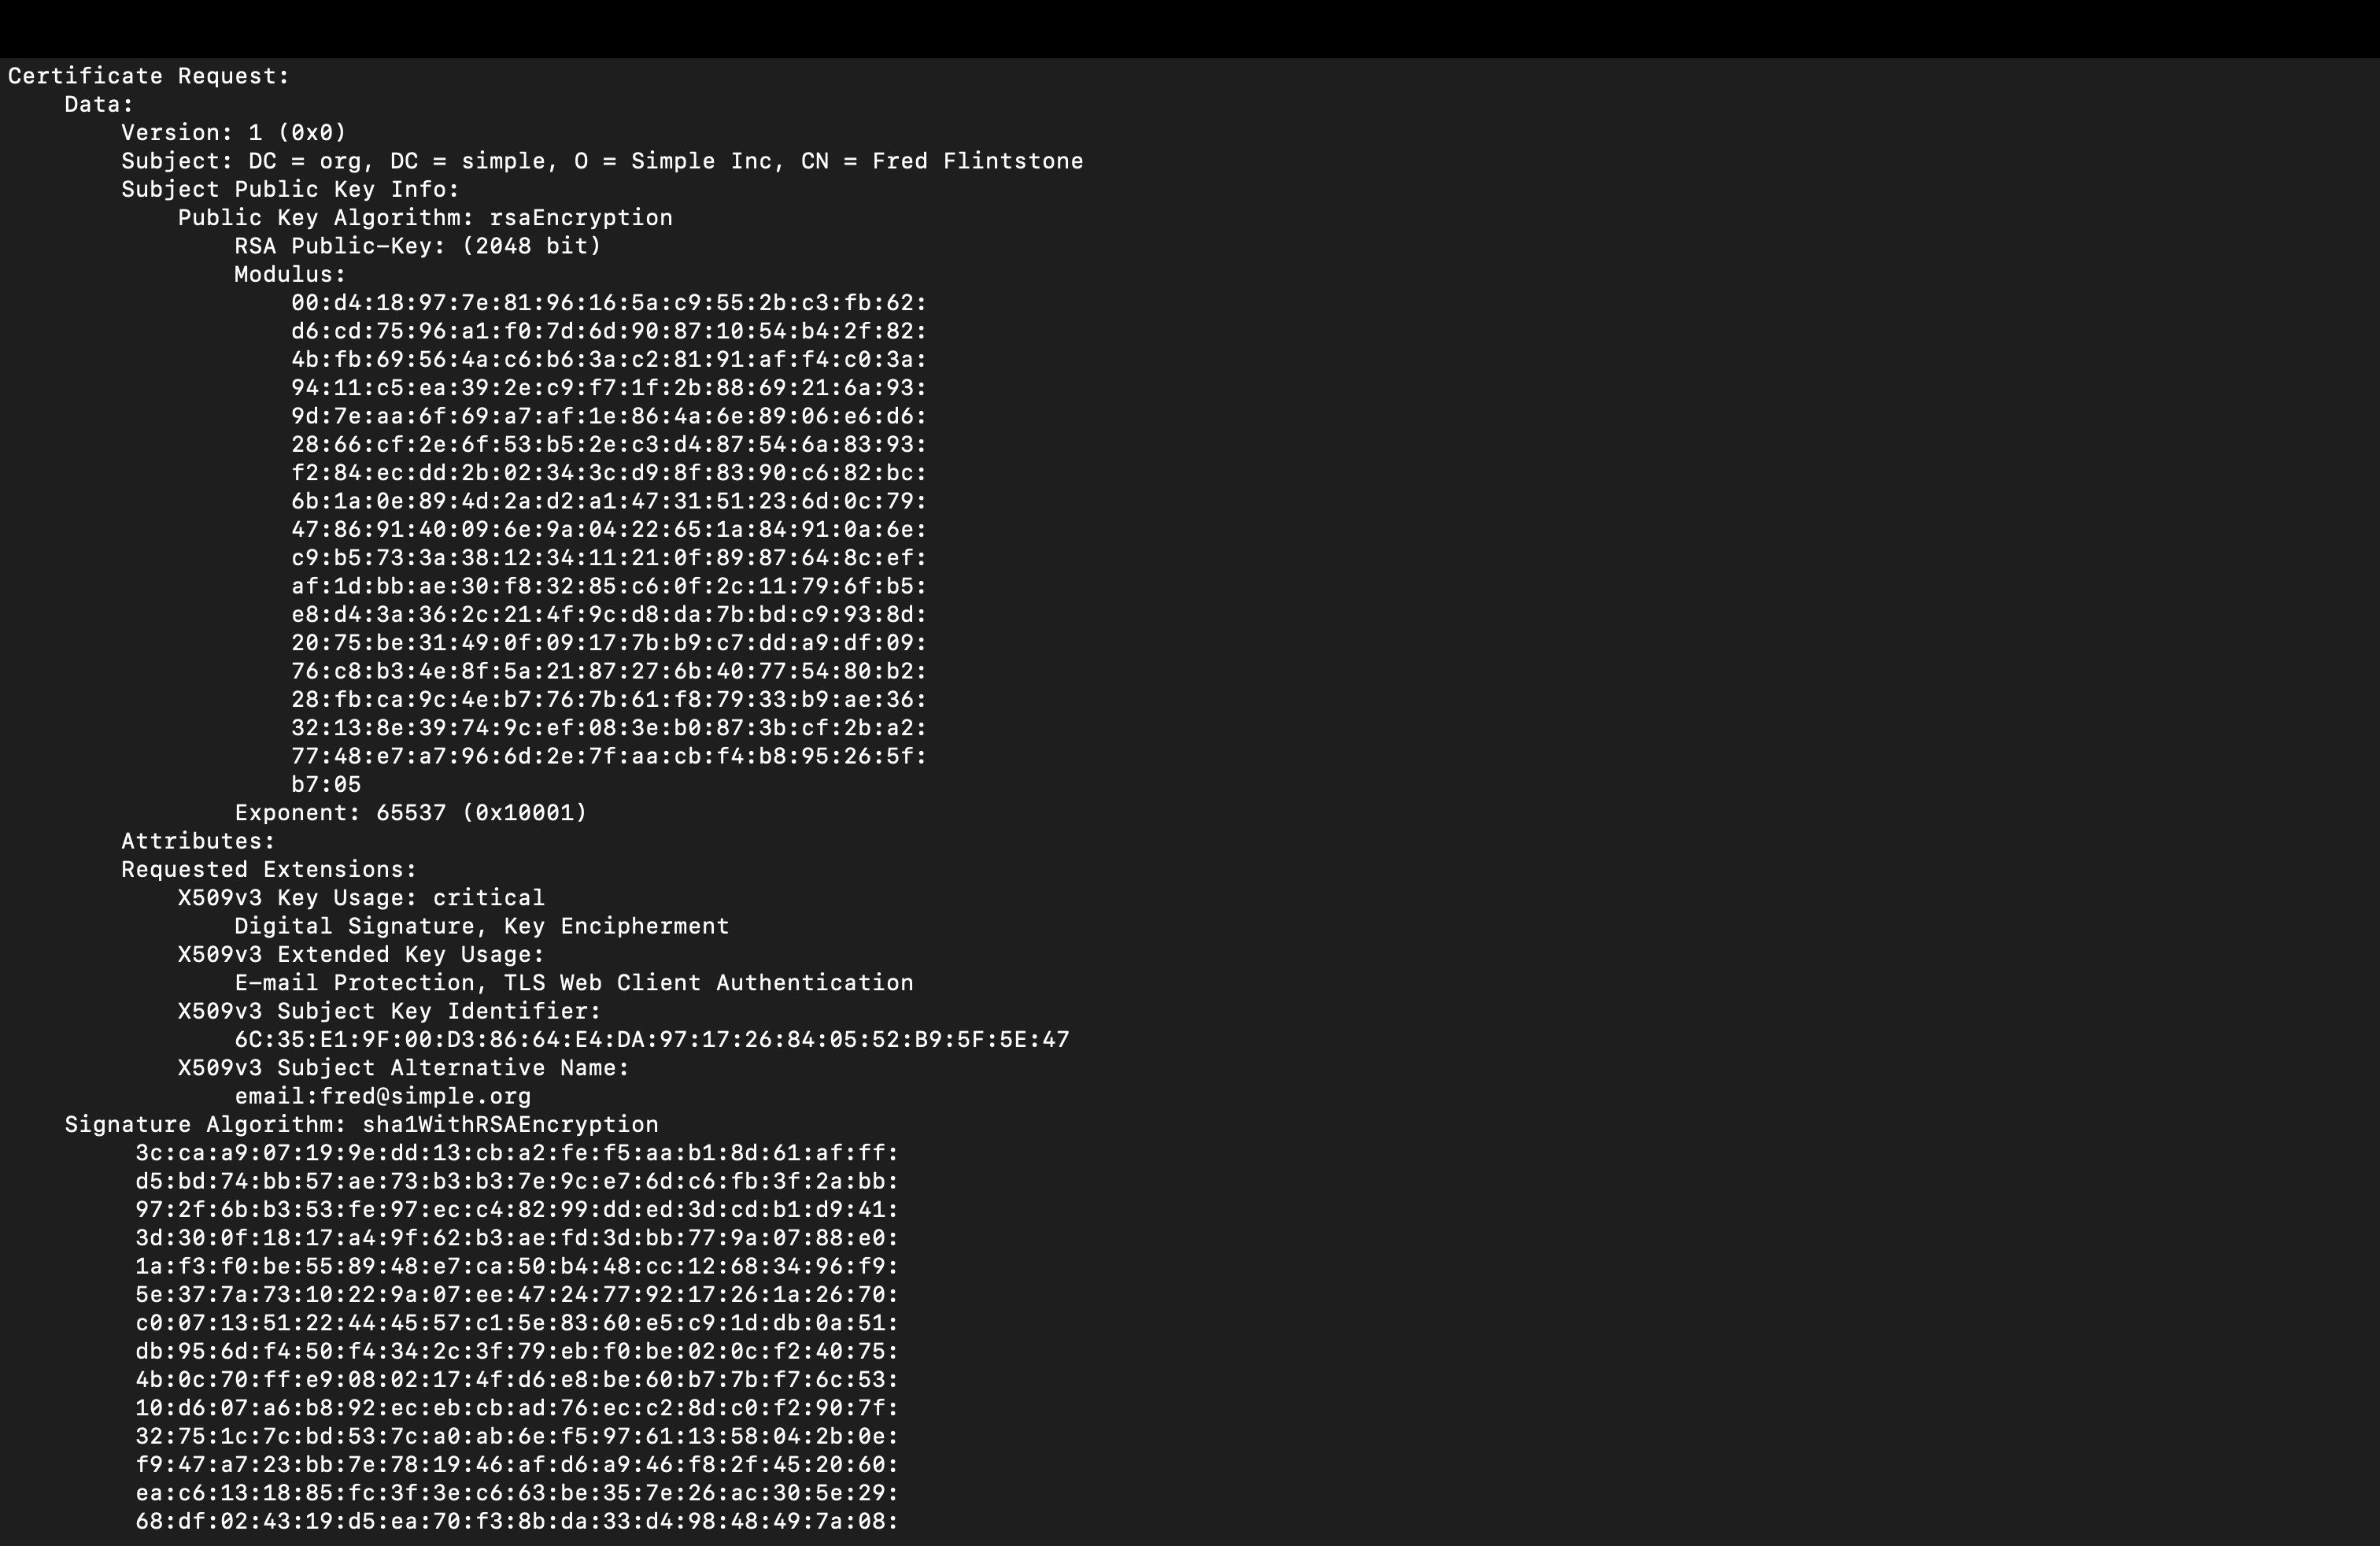 Certificate Request:
Data:
Version: 1 (0x0)
Subject: DC = org, DC = simple, O = Simple Inc, CN = Fred Flintstone
Subject Public Key Info:
Public Key Algorithm: rsaEncryption
RSA Public-Key: (2048 bit)
Modulus:
00:d4:18:97:7e:81:96:16:5a:c9:55:2b:c3:fb:62:
d6:cd:75:96:a1:f0:7d:6d:90:87:10:54:b4:2f:82:
4b:fb:69:56:4a:c6:b6:3a:c2:81:91:af:f4:c0:3a:
94:11:c5:ea:39:2e:c9:f7:1f:2b:88:69:21:6a:93:
9d:7e:aa:6f:69:a7:af:1e:86:4a:6e:89:06:e6:d6:
28:66:cf:2e:6f:53:b5:2e:c3:d4:87:54:6a:83:93:
f2:84:ec:dd:2b:02:34:3c:d9:8f:83:90:c6:82:bc:
6b:1a:0e:89:4d:2a:d2:a1:47:31:51:23:6d:0c:79:
47:86:91:40:09:6e:9a:04:22:65:1a:84:91:0a:6e:
c9:b5:73:3a:38:12:34:11:21:0f:89:87:64:8c:ef:
af:1d:bb:ae:30:f8:32:85:c6:0f:2c:11:79:6f:b5:
e8:d4:3a:36:2c:21:4f:9c:d8:da:7b:bd:c9:93:8d:
20:75:be:31:49:0f:09:17:7b:b9:c7:dd:a9:df:09:
76:c8:b3:4e:8f:5a:21:87:27:6b:40:77:54:80:b2:
28:fb:ca:9c:4e:b7:76:7b:61:f8:79:33:b9:ae:36:
32:13:8e:39:74:9c:ef:08:3e:b0:87:3b:cf:2b:a2:
77:48:e7:a7:96:6d:2e:7f:aa:cb:f4:b8:95:26:5f:
b7:05
Exponent: 65537 (0x10001)
Attributes:
Requested Extensions:
X509v3 Key Usage: critical
Digital Signature, Key Encipherment
X509v3 Extended Key Usage:
E-mail Protection, TLS Web Client Authentication
X509v3 Subject Key Identifier:
6C:35:E1:9F:00:D3:86:64:E4:DA:97:17:26:84:05:52:B9:5F:5E:47
X509v3 Subject Alternative Name:
email:fred@simple.org
Signature Algorithm: sha1WithRSAEncryption
3c:ca:a9:07:19:9e:dd:13:cb:a2:fe:f5:aa:b1:8d:61:af:ff:
d5:bd:74:bb:57:ae:73:b3:b3:7e:9c:e7:6d:c6:fb:3f:2a:bb:
97:2f:6b:b3:53:fe:97:ec:c4:82:99:dd:ed:3d:cd:b1:d9:41:
3d:30:0f:18:17:a4:9f:62:b3:ae:fd:3d:bb:77:9a:07:88:e0:
1a:f3:f0:be:55:89:48:e7:ca:50:b4:48:cc:12:68:34:96:f9:
5e:37:7a:73:10:22:9a:07:ee:47:24:77:92:17:26:1a:26:70:
c0:07:13:51:22:44:45:57:c1:5e:83:60:e5:c9:1d:db:0a:51:
db:95:6d:f4:50:f4:34:2c:3f:79:eb:f0:be:02:0c:f2:40:75:
4b:0c:70:ff:e9:08:02:17:4f:d6:e8:be:60:b7:7b:f7:6c:53:
10:d6:07:a6:b8:92:ec:eb:cb:ad:76:ec:c2:8d:c0:f2:90:7f:
32:75:1c:7c:bd:53:7c:a0:ab:6e:f5:97:61:13:58:04:2b:0e:
f9:47:a7:23:bb:7e:78:19:46:af:d6:a9:46:f8:2f:45:20:60:
ea:c6:13:18:85:fc:3f:3e:c6:63:be:35:7e:26:ac:30:5e:29:
68:df:02:43:19:d5:ea:70:f3:8b:da:33:d4:98:48:49:7a:08: